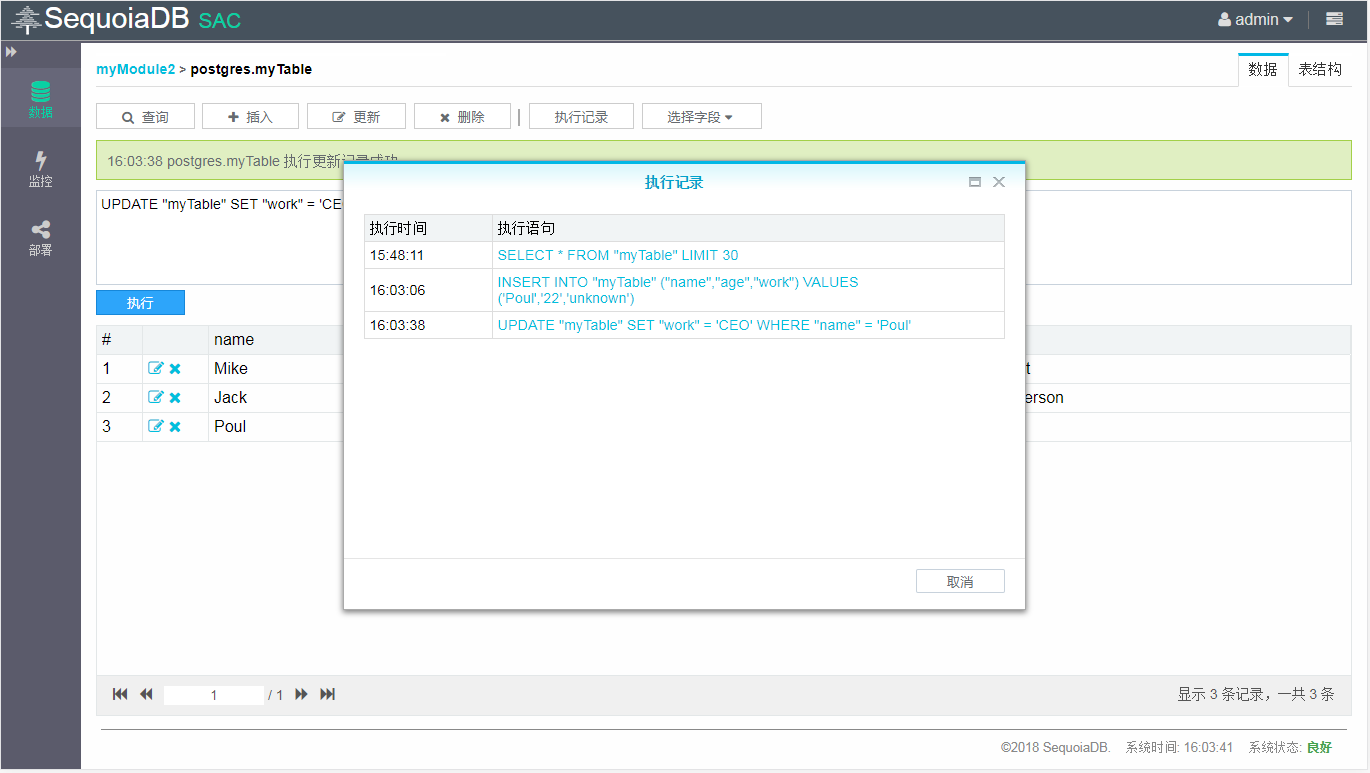 SequoiaDB SAC
admin
数据
监控
部署
myModule2 > postgres.myTable
数据 表结构
查询 插入 更新 删除 | 执行记录 选择字段
16:03:38 postgres.myTable 执行更新记录成功
UPDATE "myTable" SET "work" = 'CE
执行
# name
1 Mike t
2 Jack erson
3 Poul
执行记录
执行时间 执行语句
15:48:11 SELECT * FROM "myTable" LIMIT 30
16:03:06 INSERT INTO "myTable" ("name","age","work") VALUES
('Poul','22','unknown')
16:03:38 UPDATE "myTable" SET "work" = 'CEO' WHERE "name" = 'Poul'
取消
1 / 1
显示 3 条记录，一共 3 条
©2018 SequoiaDB. 系统时间: 16:03:41 系统状态: 良好